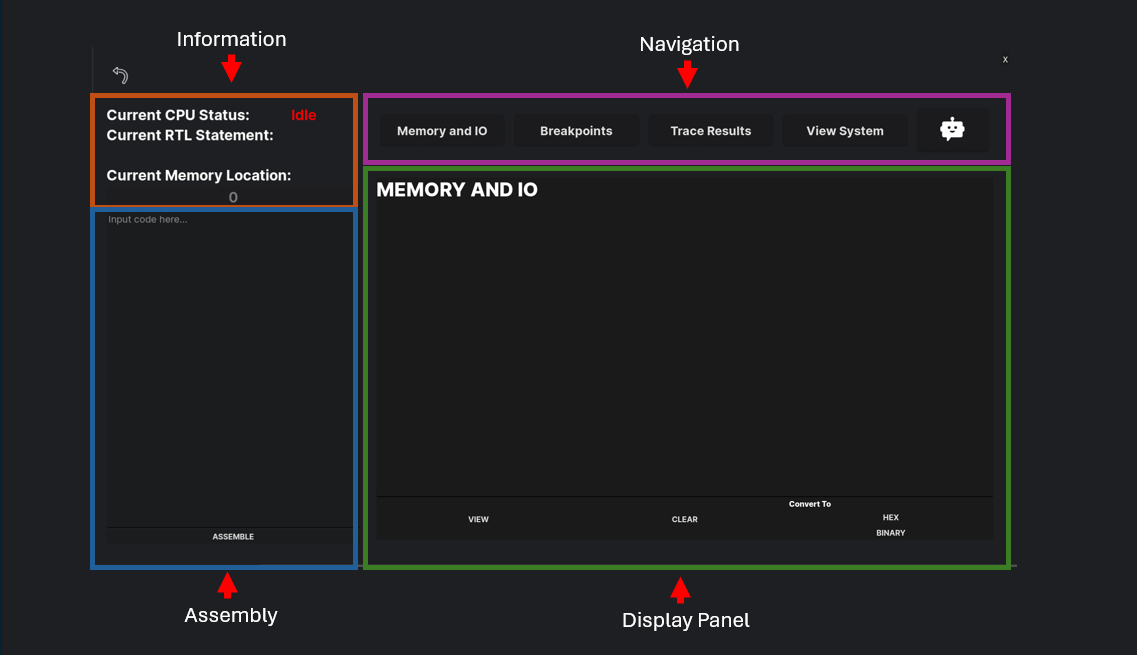 Information
Navigation
x
Current CPU Status: Idle
Current RTL Statement:
Current Memory Location:
0
Memory and IO
Breakpoints
Trace Results
View System
Input code here...
ASSEMBLE
MEMORY AND IO
VIEW
CLEAR
Convert To
HEX
BINARY
Assembly
Display Panel